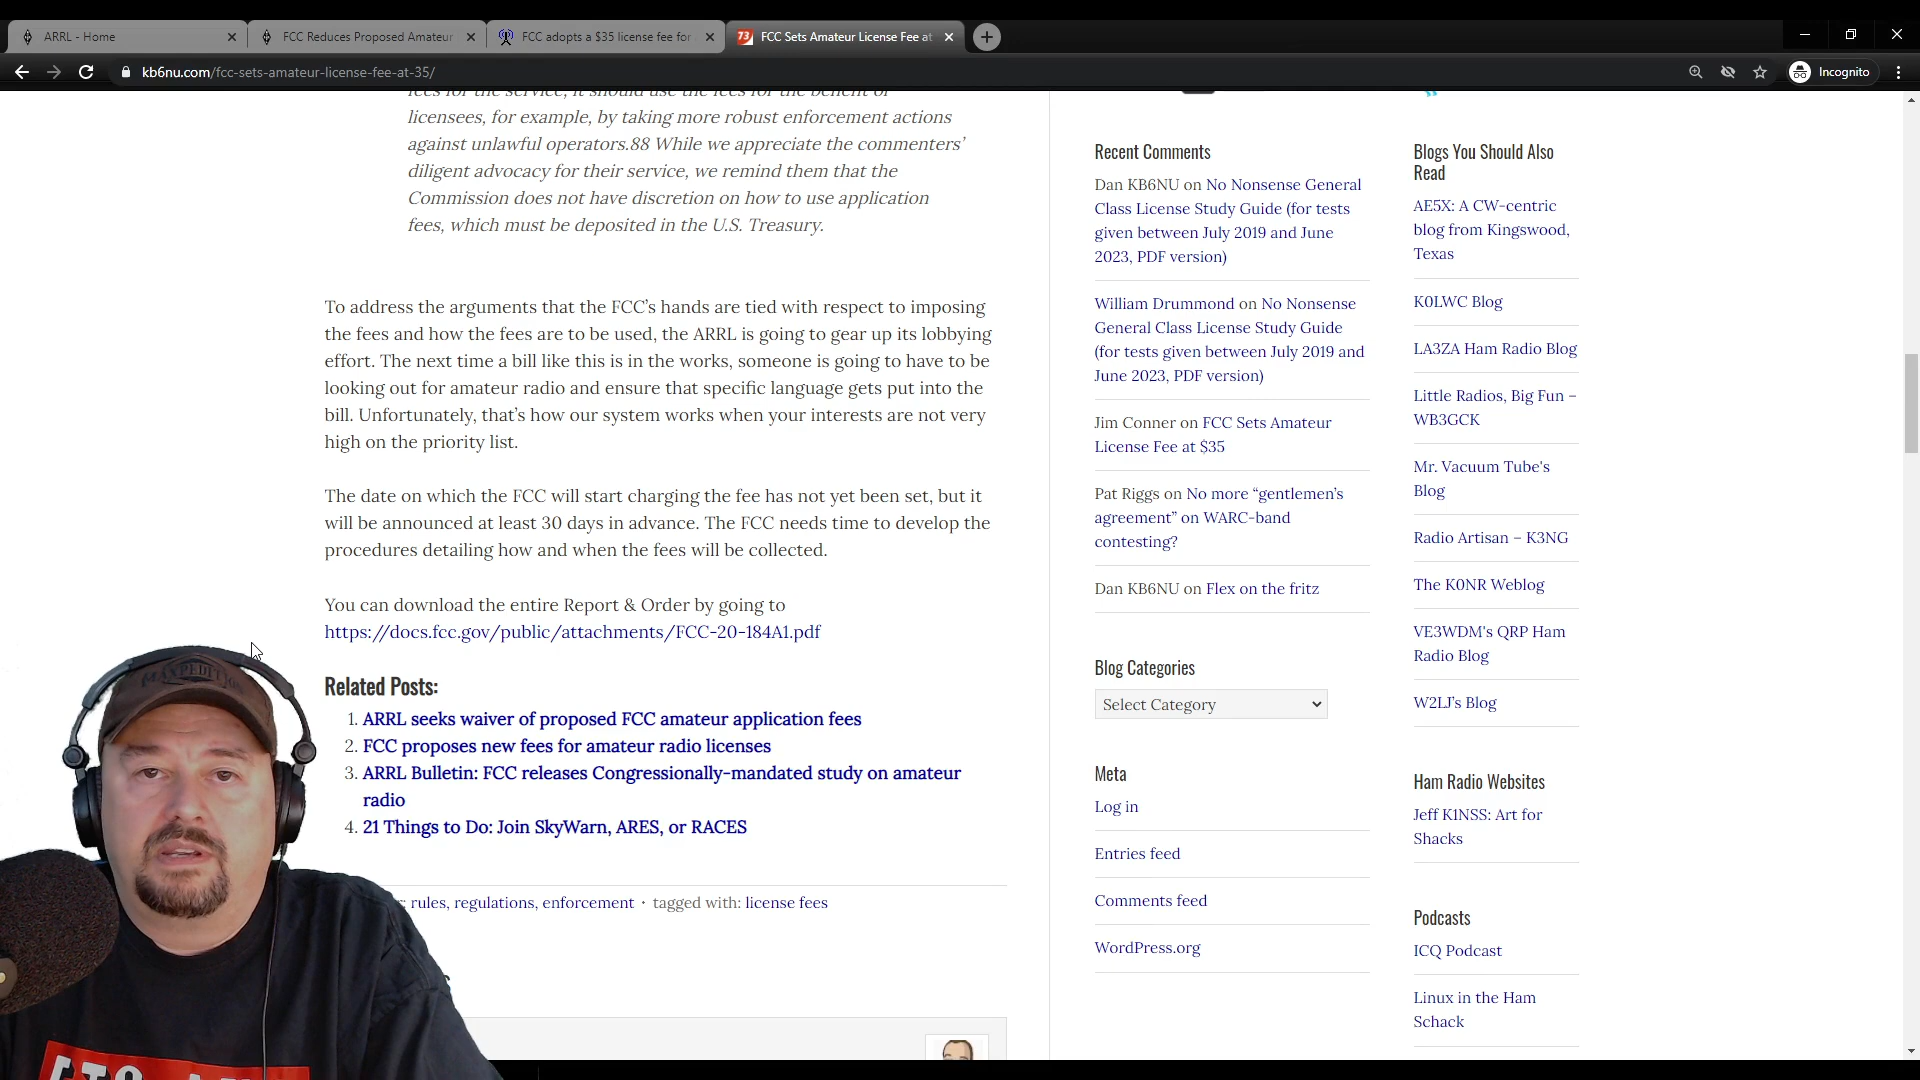 ARRL - Home
FCC Reduces Proposed Amateur
FCC adopts a $35 license fee for
73
FCC Sets Amateur License Fee at
kb6nu.com/fcc-sets-amateur-license-fee-at-35/
Incognito
fees for the service, it should use the fees for the benefit of
licensees, for example, by taking more robust enforcement actions
against unlawful operators.88 While we appreciate the commenters’
diligent advocacy for their service, we remind them that the
Commission does not have discretion on how to use application
fees, which must be deposited in the U.S. Treasury.
To address the arguments that the FCC’s hands are tied with respect to imposing
the fees and how the fees are to be used, the ARRL is going to gear up its lobbying
effort. The next time a bill like this is in the works, someone is going to have to be
looking out for amateur radio and ensure that specific language gets put into the
bill. Unfortunately, that’s how our system works when your interests are not very
high on the priority list.
The date on which the FCC will start charging the fee has not yet been set, but it
will be announced at least 30 days in advance. The FCC needs time to develop the
procedures detailing how and when the fees will be collected.
You can download the entire Report & Order by going to
https://docs.fcc.gov/public/attachments/FCC-20-184A1.pdf
Related Posts:
1. ARRL seeks waiver of proposed FCC amateur application fees
2. FCC proposes new fees for amateur radio licenses
3. ARRL Bulletin: FCC releases Congressionally-mandated study on amateur
radio
4. 21 Things to Do: Join SkyWarn, ARES, or RACES
rules, regulations, enforcement · tagged with: license fees
Recent Comments
Dan KB6NU on No Nonsense General
Class License Study Guide (for tests
given between July 2019 and June
2023, PDF version)
William Drummond on No Nonsense
General Class License Study Guide
(for tests given between July 2019 and
June 2023, PDF version)
Jim Conner on FCC Sets Amateur
License Fee at $35
Pat Riggs on No more “gentlemen’s
agreement” on WARC-band
contesting?
Dan KB6NU on Flex on the fritz
Blog Categories
Select Category
Meta
Log in
Entries feed
Comments feed
WordPress.org
Blogs You Should Also
Read
AE5X: A CW-centric
blog from Kingswood,
Texas
K0LWC Blog
LA3ZA Ham Radio Blog
Little Radios, Big Fun –
WB3GCK
Mr. Vacuum Tube's
Blog
Radio Artisan – K3NG
The K0NR Weblog
VE3WDM's QRP Ham
Radio Blog
W2LJ's Blog
Ham Radio Websites
Jeff K1NSS: Art for
Shacks
Podcasts
ICQ Podcast
Linux in the Ham
Schack
MAXPEDITION